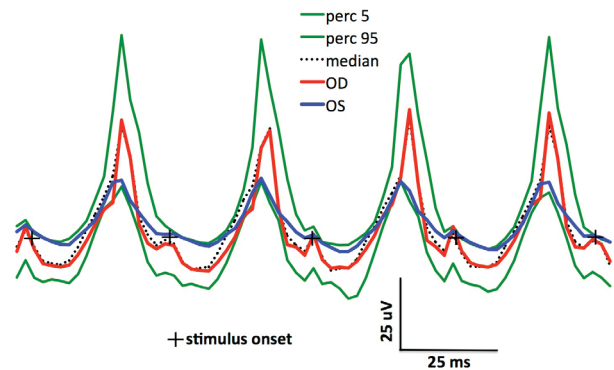 perc 5
perc 95
median
OD
OS
stimulus onset
25 uV
25 ms